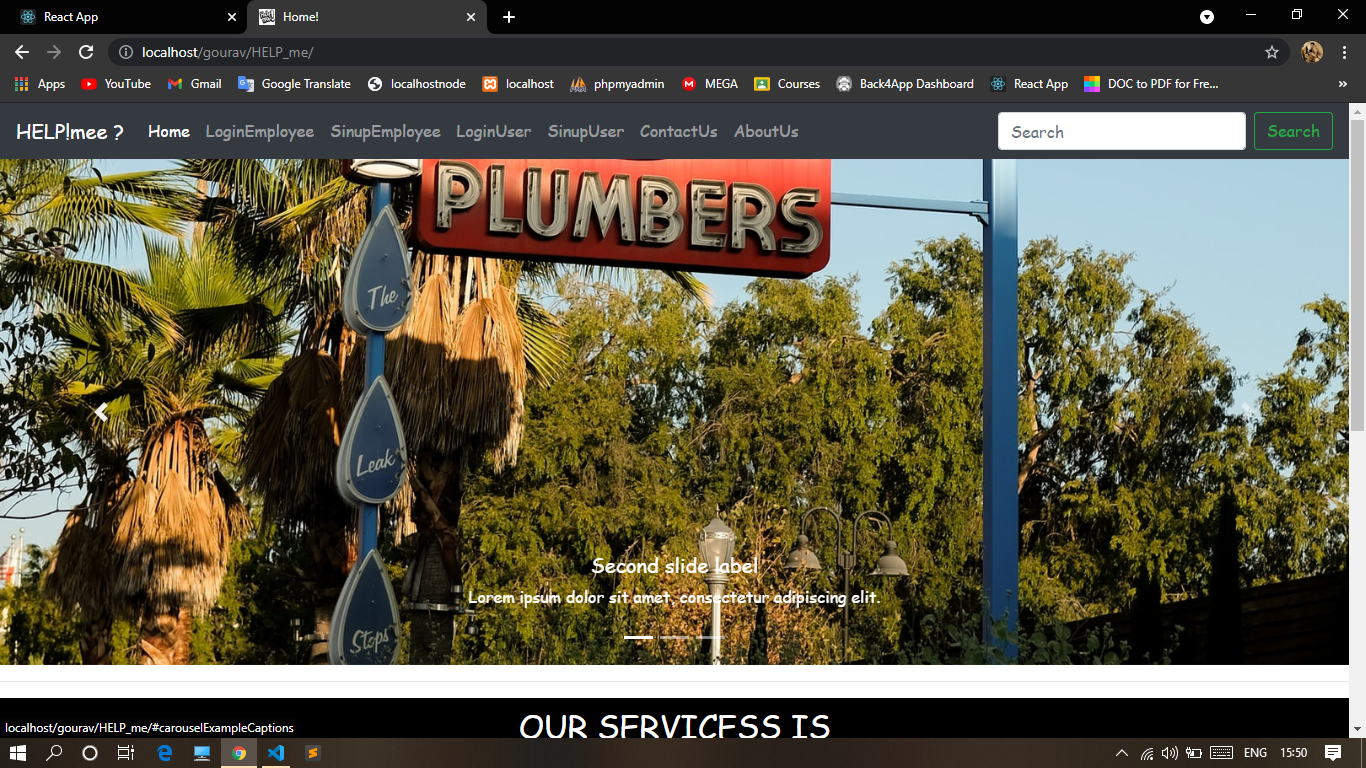 React App
Home!
localhost/gourav/HELP_me/
Apps YouTube Gmail Google Translate localhostnode localhost phpmyadmin MEGA Courses Back4App Dashboard React App DOC to PDF for Fre... »
HELP!mee ? Home LoginEmployee SinupEmployee LoginUser SinupUser ContactUs AboutUs Search Search
PLUMBERS
The
Leak
Stops
Second slide label
Lorem ipsum dolor sit amet, consectetur adipiscing elit.
OUR SERVICESS IS
localhost/gourav/HELP_me/#carouselExampleCaptions
ENG 15:50